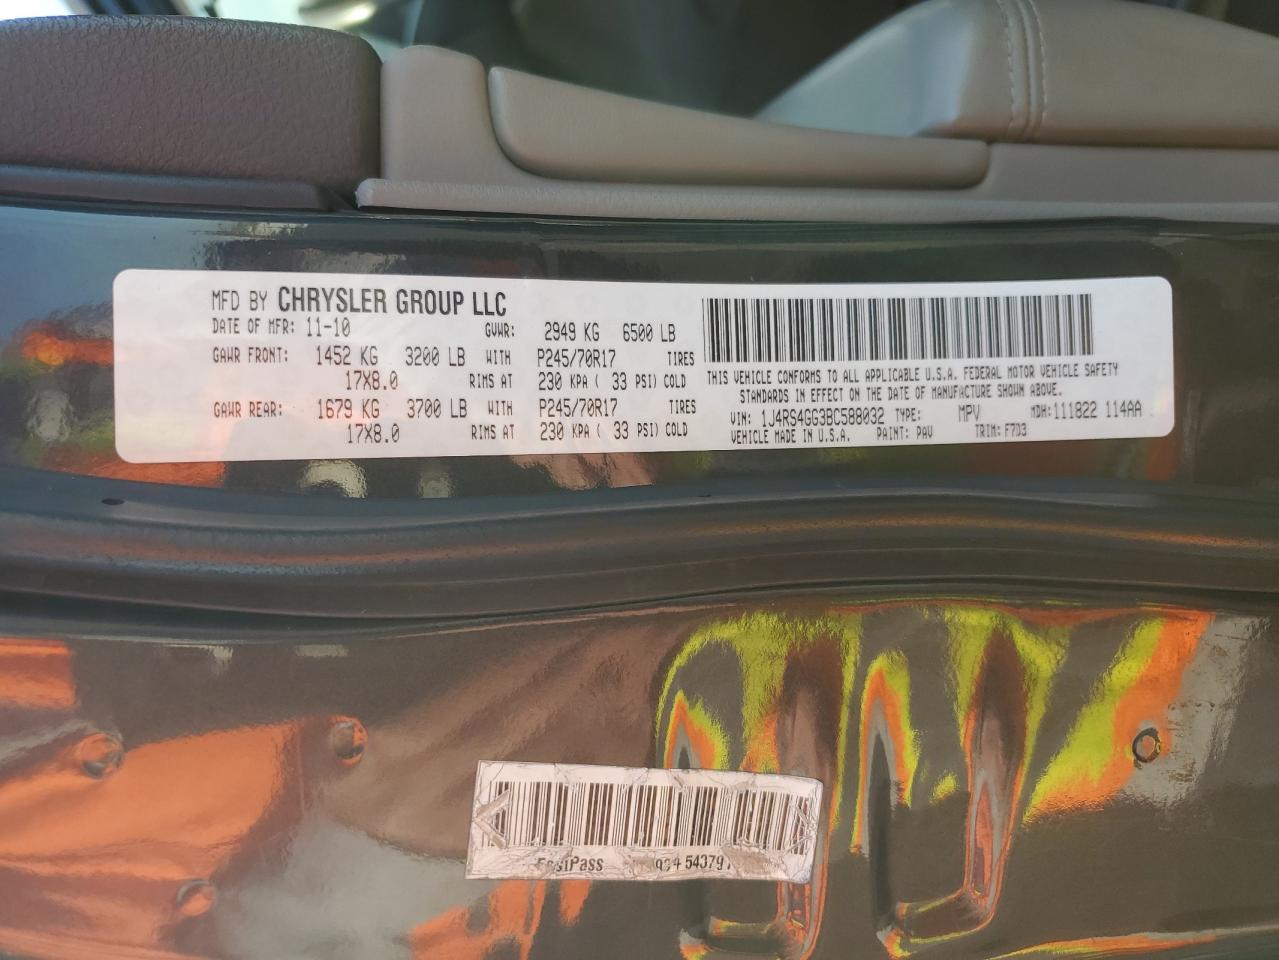 MFD BY CHRYSLER GROUP LLC
DATE OF MFR: 11-10 GVWR: 2949 KG 6500 LB
GAWR FRONT: 1452 KG 3200 LB WITH P245/70R17 TIRES
17X8.0 RIMS AT 230 KPA ( 33 PSI) COLD
GAWR REAR: 1679 KG 3700 LB WITH P245/70R17 TIRES
17X8.0 RIMS AT 230 KPA ( 33 PSI) COLD
THIS VEHICLE CONFORMS TO ALL APPLICABLE U.S.A. FEDERAL MOTOR VEHICLE SAFETY
STANDARDS IN EFFECT ON THE DATE OF MANUFACTURE SHOWN ABOVE.
VIN: 1J4RS4GG3BC588032 TYPE: MPV MDH: 111822 114AA
VEHICLE MADE IN U.S.A. PAINT: PAV TRIM: F7D3
FastPass